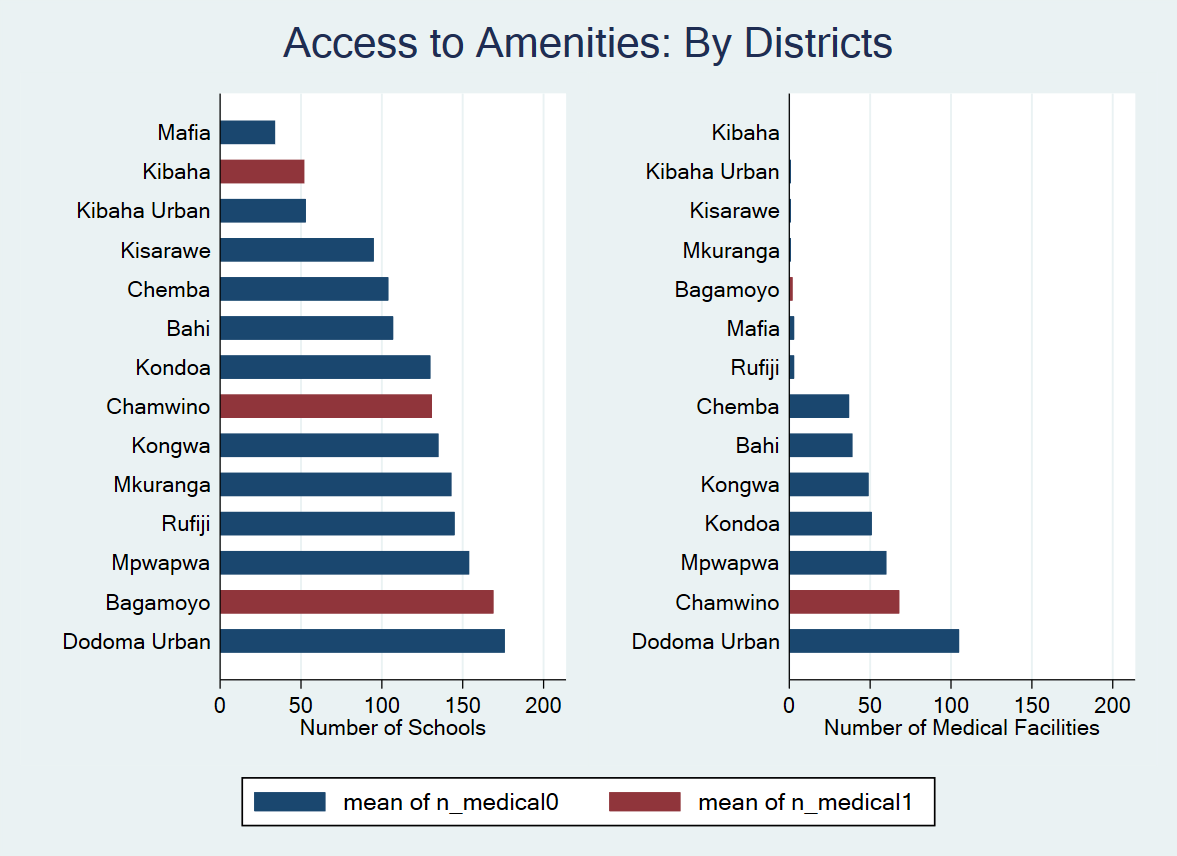 Access to Amenities: By Districts
Mafia
Kibaha
Kibaha Urban
Kisarawe
Chemba
Bahi
Kondoa
Chamwino
Kongwa
Mkuranga
Rufiji
Mpwapwa
Bagamoyo
Dodoma Urban
0 50 100 150 200
Number of Schools
Kibaha
Kibaha Urban
Kisarawe
Mkuranga
Bagamoyo
Mafia
Rufiji
Chemba
Bahi
Kongwa
Kondoa
Mpwapwa
Chamwino
Dodoma Urban
0 50 100 150 200
Number of Medical Facilities
mean of n_medical0 mean of n_medical1